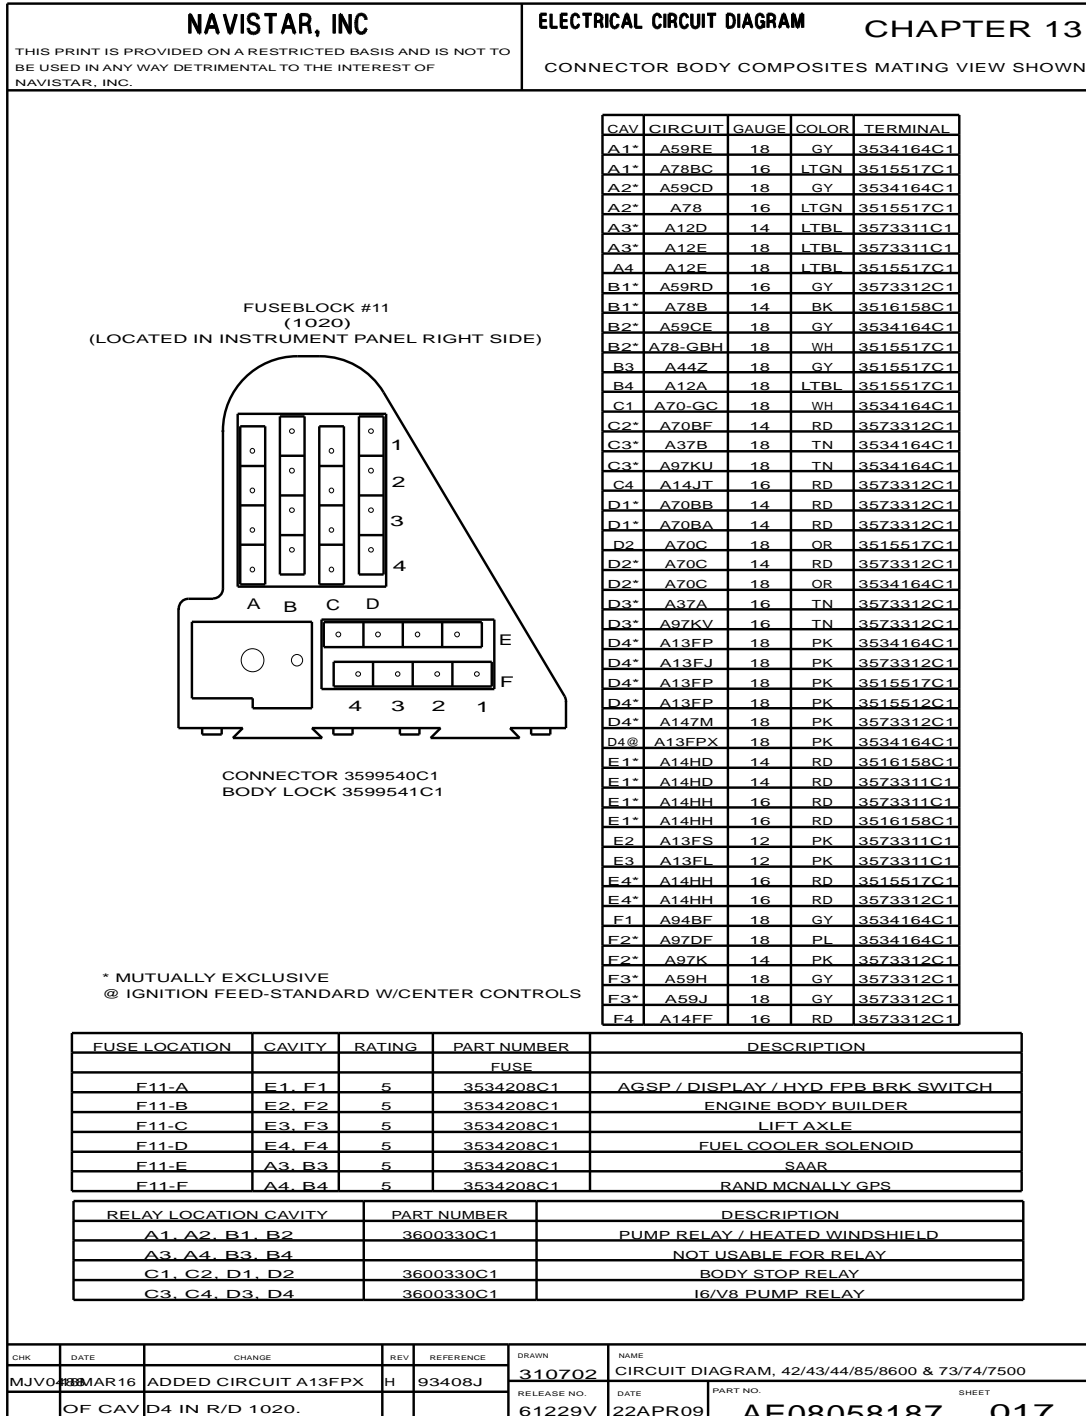 NAVISTAR, INC
THIS PRINT IS PROVIDED ON A RESTRICTED BASIS AND IS NOT TO
BE USED IN ANY WAY DETRIMENTAL TO THE INTEREST OF
NAVISTAR, INC.
ELECTRICAL CIRCUIT DIAGRAM CHAPTER 13
CONNECTOR BODY COMPOSITES MATING VIEW SHOWN
FUSEBLOCK #11
(1020)
(LOCATED IN INSTRUMENT PANEL RIGHT SIDE)
1
2
3
4
A B C D
E
F
4 3 2 1
CONNECTOR 3599540C1
BODY LOCK 3599541C1
* MUTUALLY EXCLUSIVE
@ IGNITION FEED-STANDARD W/CENTER CONTROLS
CAV CIRCUIT GAUGE COLOR TERMINAL
A1* A59RE 18 GY 3534164C1
A1* A78BC 16 LTGN 3515517C1
A2* A59CD 18 GY 3534164C1
A2* A78 16 LTGN 3515517C1
A3* A12D 14 LTBL 3573311C1
A3* A12E 18 LTBL 3573311C1
A4 A12E 18 LTBL 3515517C1
B1* A59RD 16 GY 3573312C1
B1* A78B 14 BK 3516158C1
B2* A59CE 18 GY 3534164C1
B2* A78-GBH 18 WH 3515517C1
B3 A44Z 18 GY 3515517C1
B4 A12A 18 LTBL 3515517C1
C1 A70-GC 18 WH 3534164C1
C2* A70BF 14 RD 3573312C1
C3* A37B 18 TN 3534164C1
C3* A97KU 18 TN 3534164C1
C4 A14JT 16 RD 3573312C1
D1* A70BB 14 RD 3573312C1
D1* A70BA 14 RD 3573312C1
D2 A70C 18 OR 3515517C1
D2* A70C 14 RD 3573312C1
D2* A70C 18 OR 3534164C1
D3* A37A 16 TN 3573312C1
D3* A97KV 16 TN 3573312C1
D4* A13FP 18 PK 3534164C1
D4* A13FJ 18 PK 3573312C1
D4* A13FP 18 PK 3515517C1
D4* A13FP 18 PK 3515512C1
D4* A147M 18 PK 3573312C1
D4@ A13FPX 18 PK 3534164C1
E1* A14HD 14 RD 3516158C1
E1* A14HD 14 RD 3573311C1
E1* A14HH 16 RD 3573311C1
E1* A14HH 16 RD 3516158C1
E2 A13FS 12 PK 3573311C1
E3 A13FL 12 PK 3573311C1
E4* A14HH 16 RD 3515517C1
E4* A14HH 16 RD 3573312C1
F1 A94BF 18 GY 3534164C1
F2* A97DF 18 PL 3534164C1
F2* A97K 14 PK 3573312C1
F3* A59H 18 GY 3573312C1
F3* A59J 18 GY 3573312C1
F4 A14FF 16 RD 3573312C1
FUSE LOCATION CAVITY RATING PART NUMBER DESCRIPTION
FUSE
F11-A E1, F1 5 3534208C1 AGSP / DISPLAY / HYD FPB BRK SWITCH
F11-B E2, F2 5 3534208C1 ENGINE BODY BUILDER
F11-C E3, F3 5 3534208C1 LIFT AXLE
F11-D E4, F4 5 3534208C1 FUEL COOLER SOLENOID
F11-E A3, B3 5 3534208C1 SAAR
F11-F A4, B4 5 3534208C1 RAND MCNALLY GPS
RELAY LOCATION CAVITY PART NUMBER DESCRIPTION
A1, A2, B1, B2 3600330C1 PUMP RELAY / HEATED WINDSHIELD
A3, A4, B3, B4 NOT USABLE FOR RELAY
C1, C2, D1, D2 3600330C1 BODY STOP RELAY
C3, C4, D3, D4 3600330C1 I6/V8 PUMP RELAY
CHK DATE CHANGE REV REFERENCE DRAWN NAME
ADDED CIRCUIT A13FPX H 93408J 310702 CIRCUIT DIAGRAM, 42/43/44/85/8600 & 73/74/7500
RELEASE NO. DATE PART NO. SHEET
OF CAV D4 IN R/D 1020. 61229V 22APR09 AE08058187 017